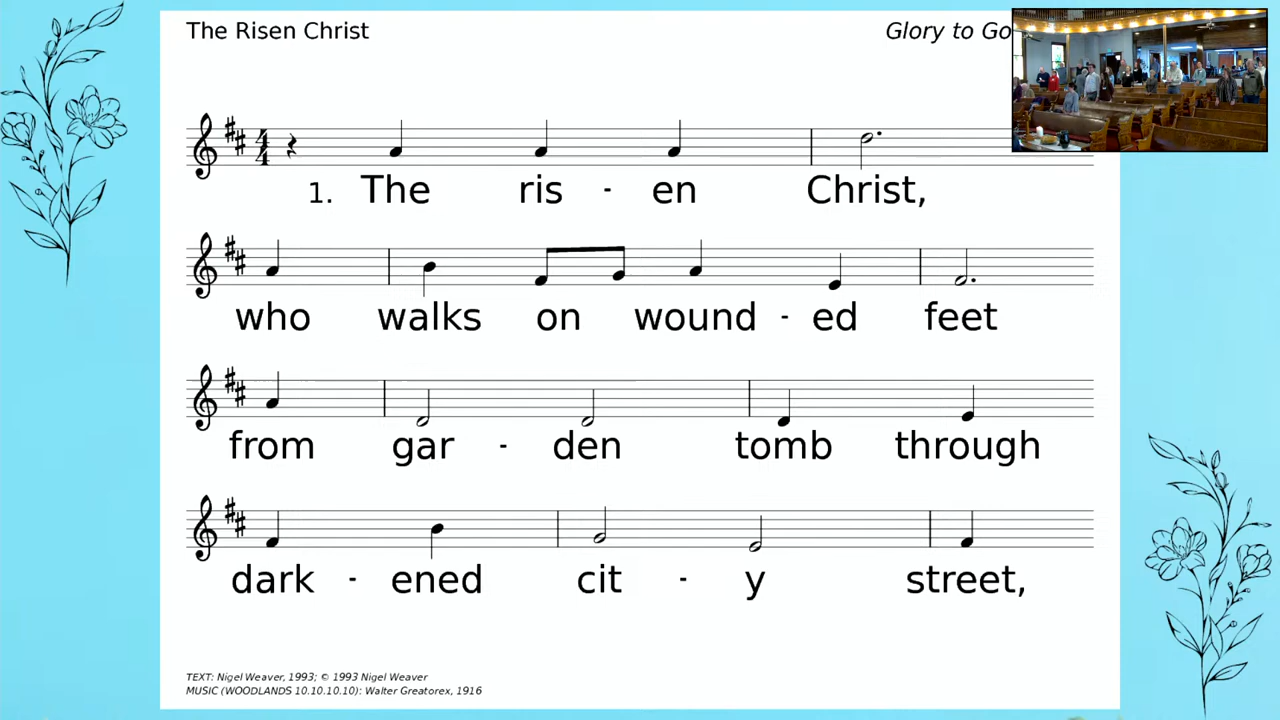 The Risen Christ
Glory to Go
1. The ris - en Christ,
who walks on wound - ed feet
from gar - den tomb through
dark - ened cit - y street,
TEXT: Nigel Weaver, 1993; © 1993 Nigel Weaver
MUSIC (WOODLANDS 10.10.10.10): Walter Greatorex, 1916